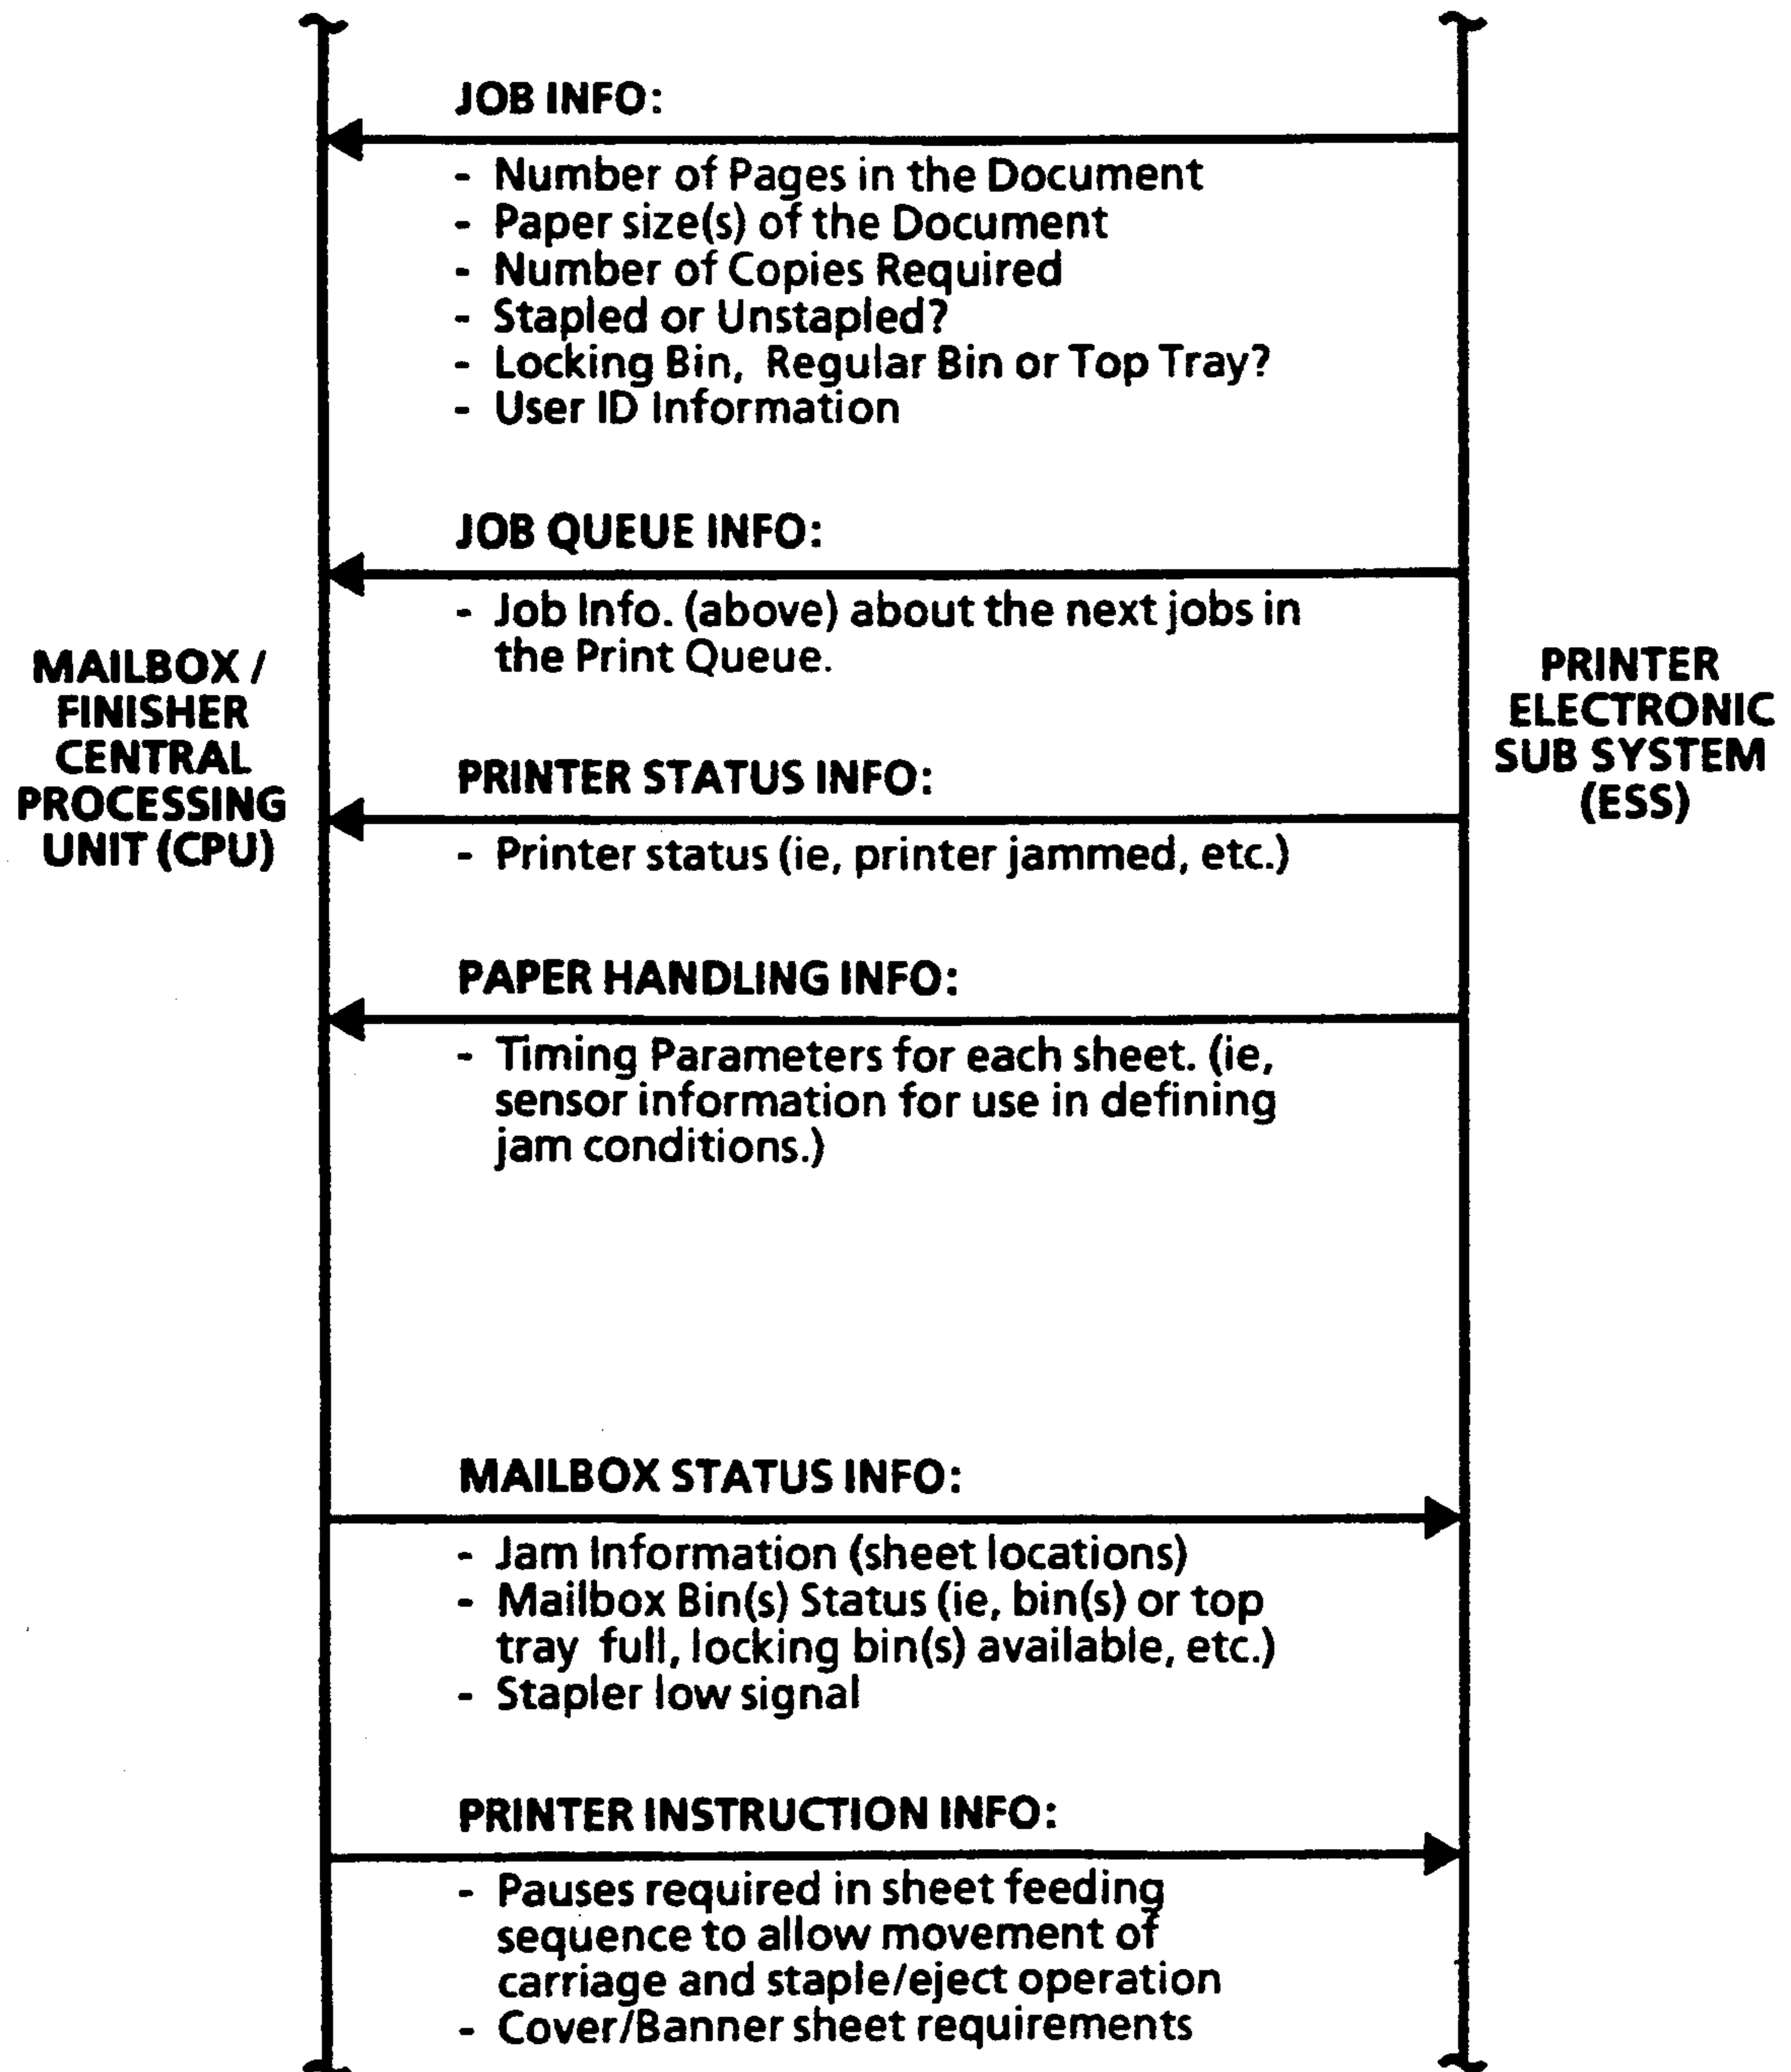 JOB INFO:
- Number of Pages in the Document
- Paper size(s) of the Document
- Number of Copies Required
- Stapled or Unstapled?
- Locking Bin, Regular Bin or Top Tray?
- User ID Information
JOB QUEUE INFO:
- Job Info. (above) about the next jobs in
the Print Queue.
MAILBOX /
FINISHER
CENTRAL
PROCESSING
UNIT (CPU)
PRINTER
ELECTRONIC
SUB SYSTEM
(ESS)
PRINTER STATUS INFO:
- Printer status (ie, printer jammed, etc.)
PAPER HANDLING INFO:
- Timing Parameters for each sheet. (ie,
sensor information for use in defining
jam conditions.)
MAILBOX STATUS INFO:
- Jam Information (sheet locations)
- Mailbox Bin(s) Status (ie, bin(s) or top
tray full, locking bin(s) available, etc.)
- Stapler low signal
PRINTER INSTRUCTION INFO:
- Pauses required in sheet feeding
sequence to allow movement of
carriage and staple/eject operation
- Cover/Banner sheet requirements